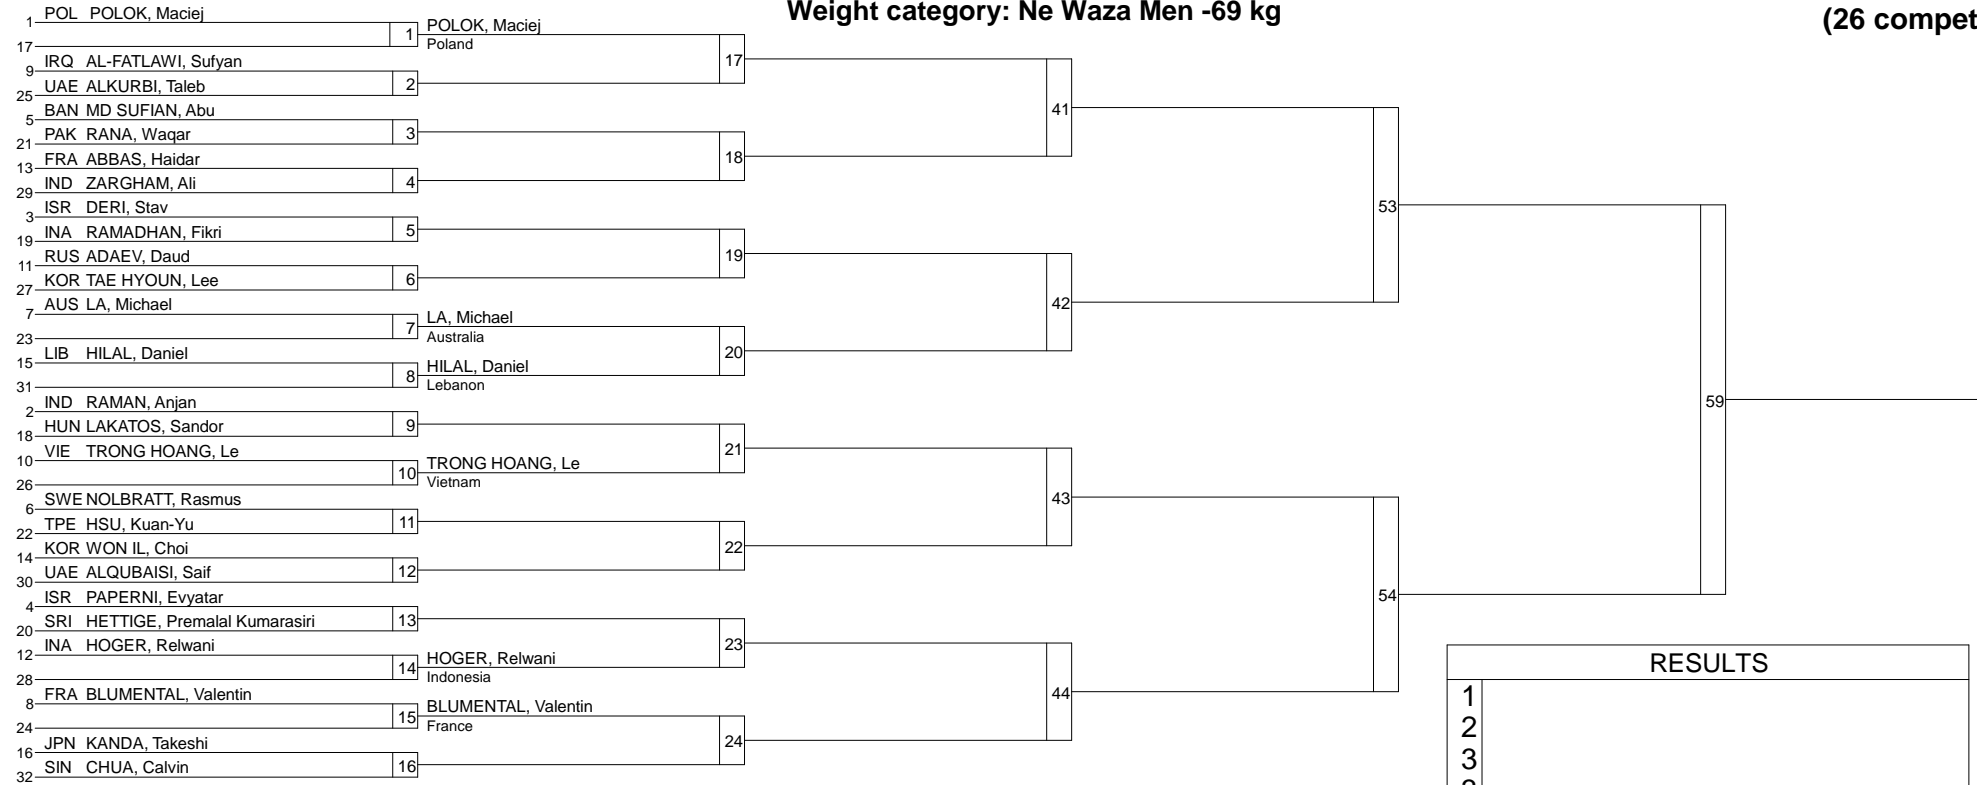 Weight category: Ne Waza Men -69 kg
(26 compet
1 POL POLOK, Maciej
17
1 POLOK, Maciej
Poland
9 IRQ AL-FATLAWI, Sufyan
25 UAE ALKURBI, Taleb
2
17
5 BAN MD SUFIAN, Abu
21 PAK RANA, Waqar
3
13 FRA ABBAS, Haidar
29 IND ZARGHAM, Ali
4
18
41
3 ISR DERI, Stav
19 INA RAMADHAN, Fikri
5
11 RUS ADAEV, Daud
27 KOR TAE HYOUN, Lee
6
19
7 AUS LA, Michael
23
7 LA, Michael
Australia
15 LIB HILAL, Daniel
31
8 HILAL, Daniel
Lebanon
20
42
53
2 IND RAMAN, Anjan
18 HUN LAKATOS, Sandor
9
10 VIE TRONG HOANG, Le
26
10 TRONG HOANG, Le
Vietnam
21
6 SWE NOLBRATT, Rasmus
22 TPE HSU, Kuan-Yu
11
14 KOR WON IL, Choi
30 UAE ALQUBAISI, Saif
12
22
43
4 ISR PAPERNI, Evyatar
20 SRI HETTIGE, Premalal Kumarasiri
13
12 INA HOGER, Relwani
28
14 HOGER, Relwani
Indonesia
23
8 FRA BLUMENTAL, Valentin
24
15 BLUMENTAL, Valentin
France
16 JPN KANDA, Takeshi
32 SIN CHUA, Calvin
16
24
44
54
59
RESULTS
1
2
3